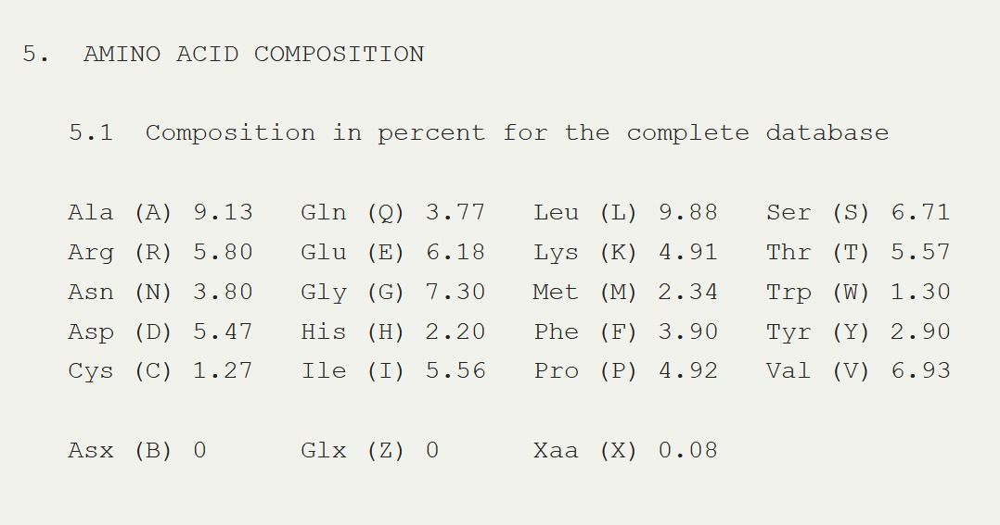 5.  AMINO ACID COMPOSITION
5.1  Composition in percent for the complete database
Ala (A) 9.13   Gln (Q) 3.77   Leu (L) 9.88   Ser (S) 6.71
Arg (R) 5.80   Glu (E) 6.18   Lys (K) 4.91   Thr (T) 5.57
Asn (N) 3.80   Gly (G) 7.30   Met (M) 2.34   Trp (W) 1.30
Asp (D) 5.47   His (H) 2.20   Phe (F) 3.90   Tyr (Y) 2.90
Cys (C) 1.27   Ile (I) 5.56   Pro (P) 4.92   Val (V) 6.93
Asx (B) 0      Glx (Z) 0      Xaa (X) 0.08